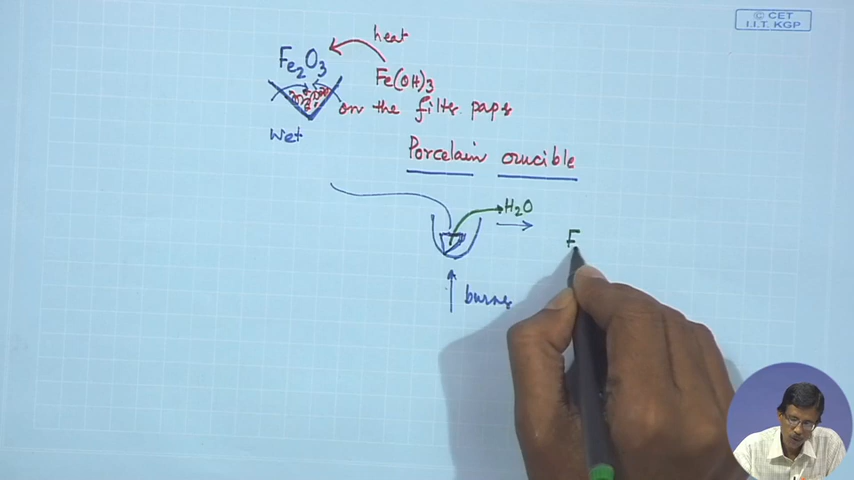 © CET
I.I.T. KGP
heat
Fe2O3
Fe(OH)3
on the filter paper
Wet
Porcelain crucible
H2O
F
burner